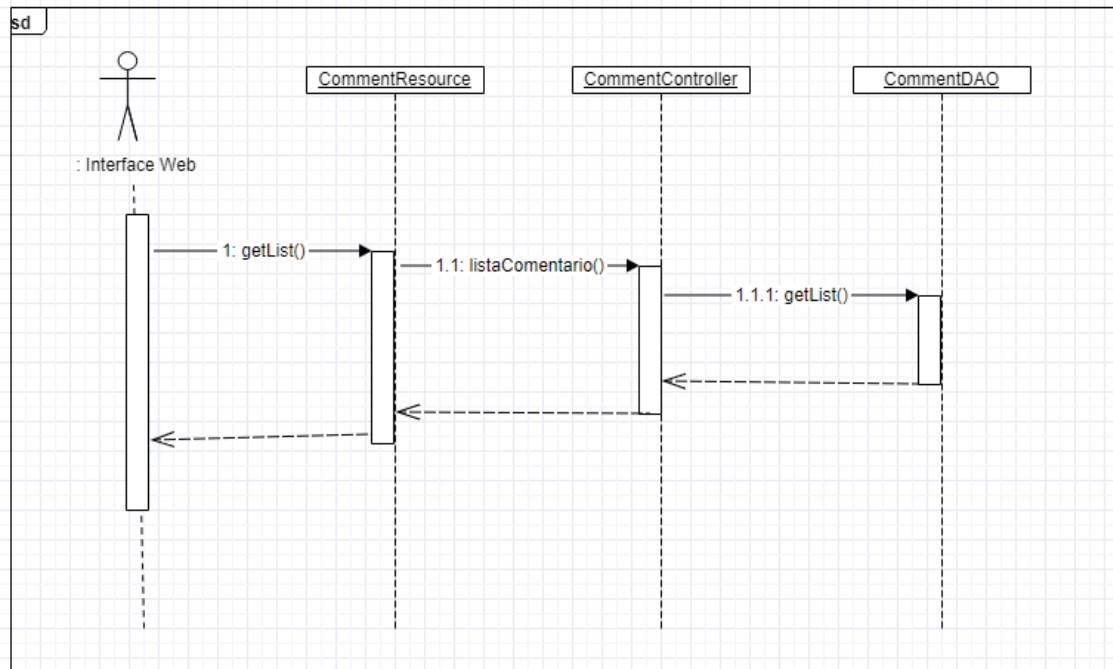 sd
CommentResource
CommentController
CommentDAO
: Interface Web
1: getList()
1.1: listaComentario()
1.1.1: getList()